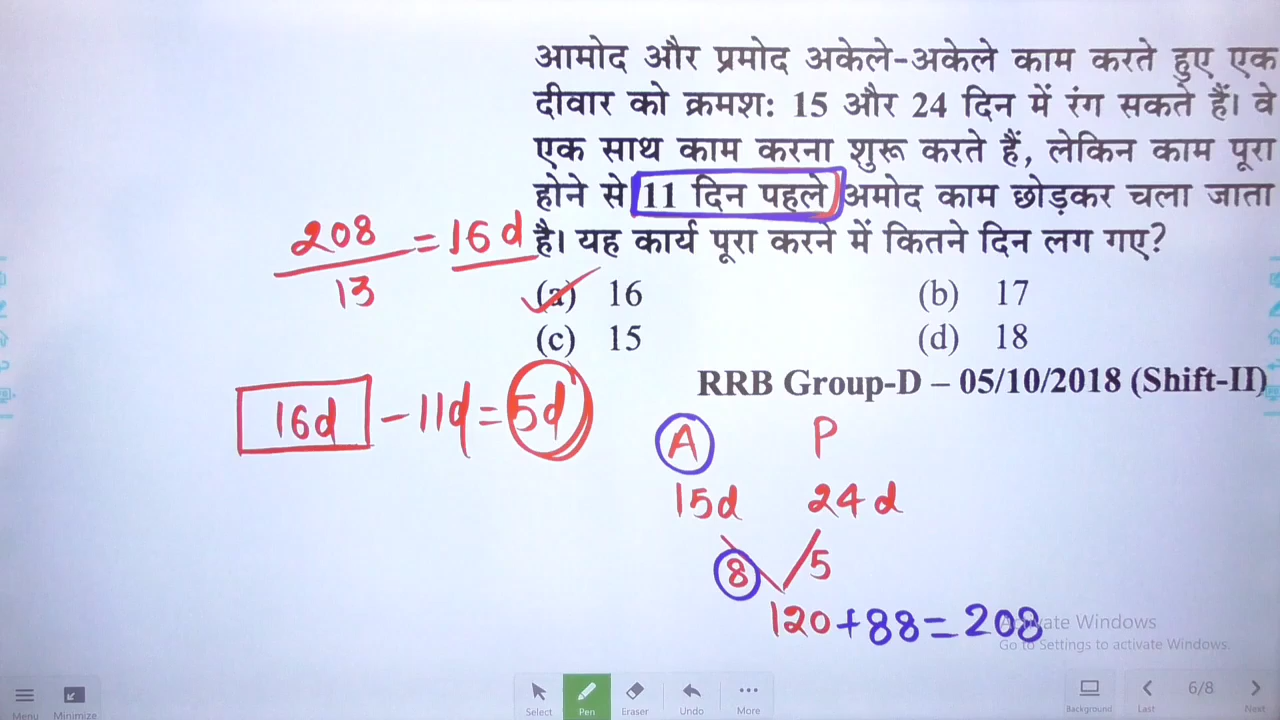 आमोद और प्रमोद अकेले-अकेले काम करते हुए एक
दीवार को क्रमश: 15 और 24 दिन में रंग सकते हैं। वे
एक साथ काम करना शुरू करते हैं, लेकिन काम पूरा
होने से 11 दिन पहले अमोद काम छोड़कर चला जाता
है। यह कार्य पूरा करने में कितने दिन लग गए?
(a) 16 (b) 17
(c) 15 (d) 18
RRB Group-D – 05/10/2018 (Shift-II)
208
13
=16d
16d - 11d = 5d
A P
15d 24d
8 5
120+88=208
Activate Windows
Go to Settings to activate Windows.
Menu Minimize Select Pen Eraser Undo More Background Last 6/8 Next